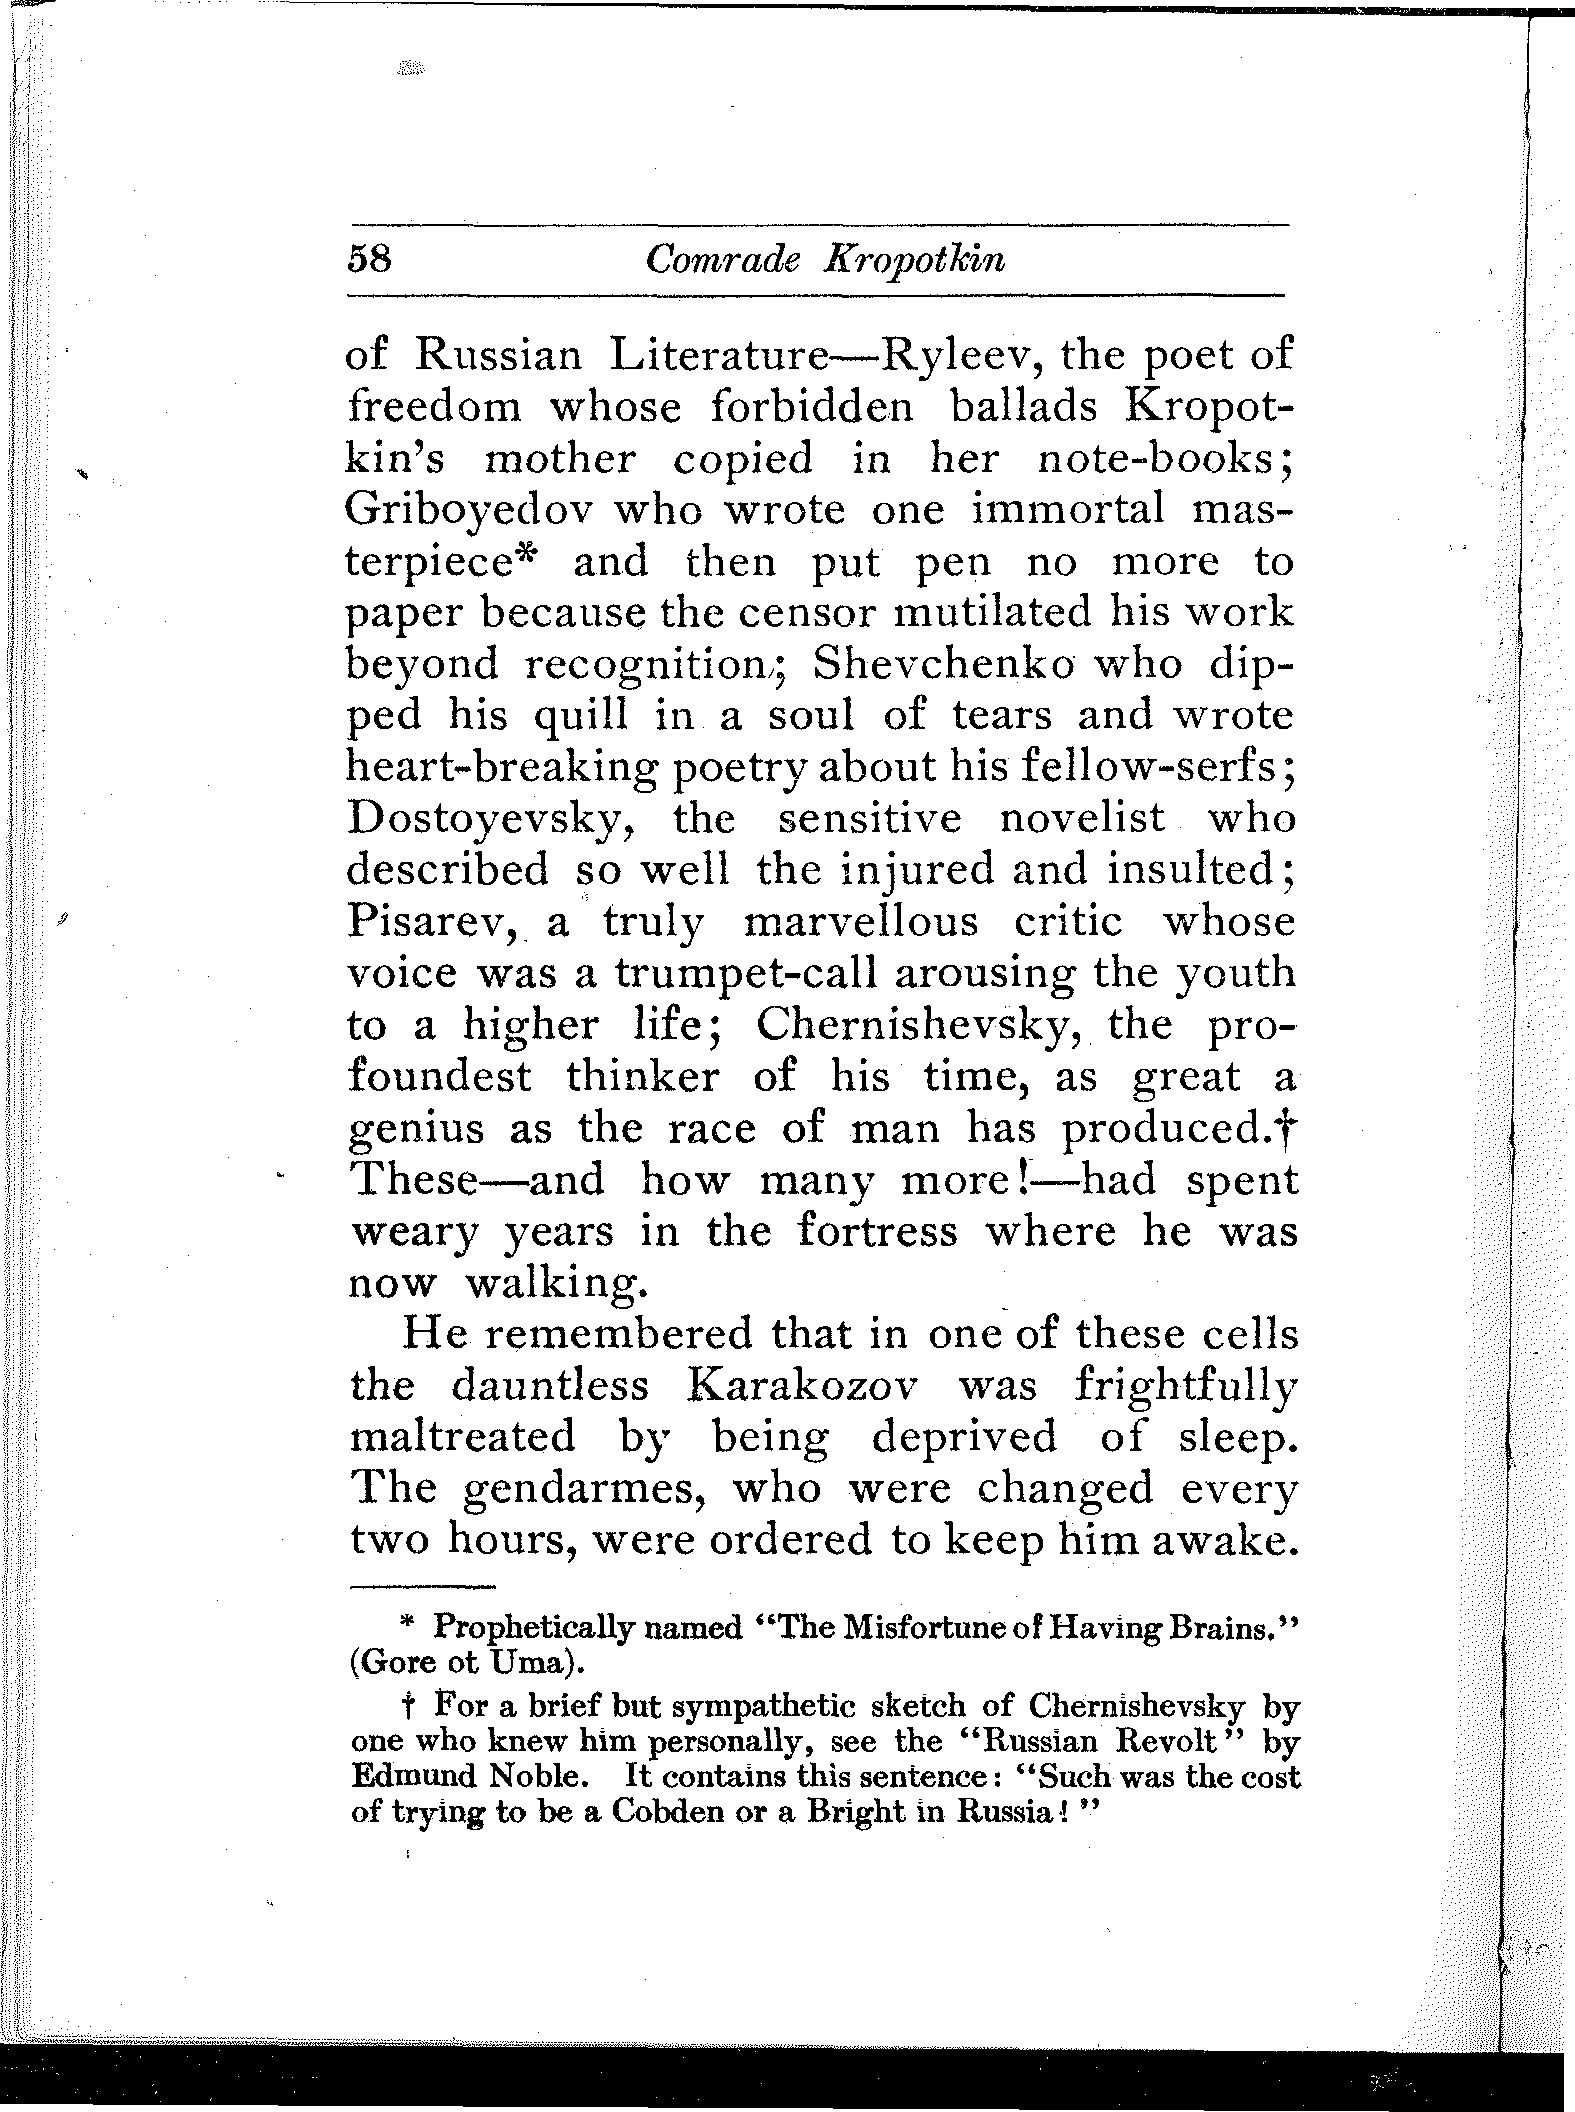 58 Comrade Kropotkin
of Russian Literature—Ryleev, the poet of
freedom whose forbidden ballads Kropot-
kin's mother copied in her note-books;
Griboyedov who wrote one immortal mas-
terpiece* and then put pen no more to
paper because the censor mutilated his work
beyond recognition; Shevchenko who dip-
ped his quill in a soul of tears and wrote
heart-breaking poetry about his fellow-serfs;
Dostoyevsky, the sensitive novelist who
described so well the injured and insulted;
Pisarev, a truly marvellous critic whose
voice was a trumpet-call arousing the youth
to a higher life; Chernishevsky, the pro-
foundest thinker of his time, as great a
genius as the race of man has produced.†
These—and how many more!—had spent
weary years in the fortress where he was
now walking.
He remembered that in one of these cells
the dauntless Karakozov was frightfully
maltreated by being deprived of sleep.
The gendarmes, who were changed every
two hours, were ordered to keep him awake.
* Prophetically named "The Misfortune of Having Brains."
(Gore ot Uma).
† For a brief but sympathetic sketch of Chernishevsky by
one who knew him personally, see the "Russian Revolt" by
Edmund Noble. It contains this sentence: "Such was the cost
of trying to be a Cobden or a Bright in Russia! "